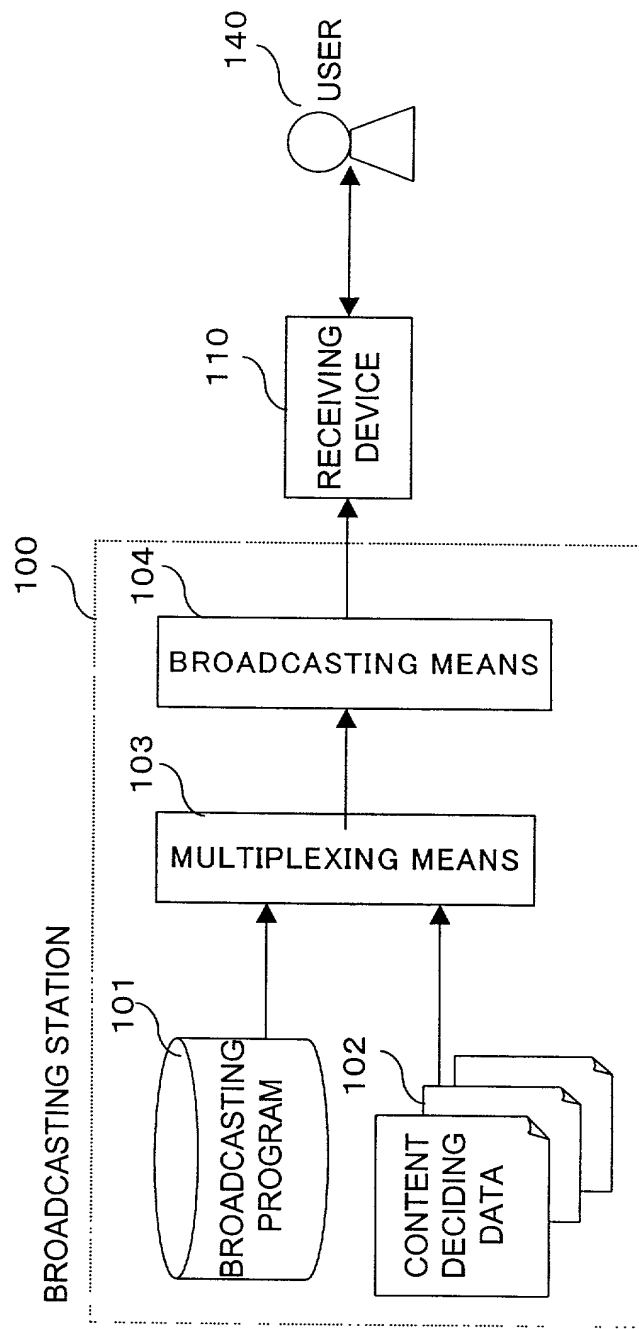 BROADCASTING STATION
100
101
BROADCASTING
PROGRAM
102
CONTENT
DECIDING
DATA
103
MULTIPLEXING MEANS
104
BROADCASTING MEANS
110
RECEIVING
DEVICE
140
USER